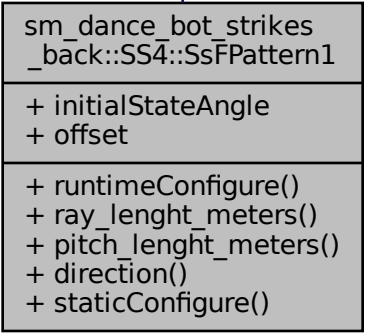 sm_dance_bot_strikes
_back::SS4::SsFPattern1
+ initialStateAngle
+ offset
+ runtimeConfigure()
+ ray_lenght_meters()
+ pitch_lenght_meters()
+ direction()
+ staticConfigure()